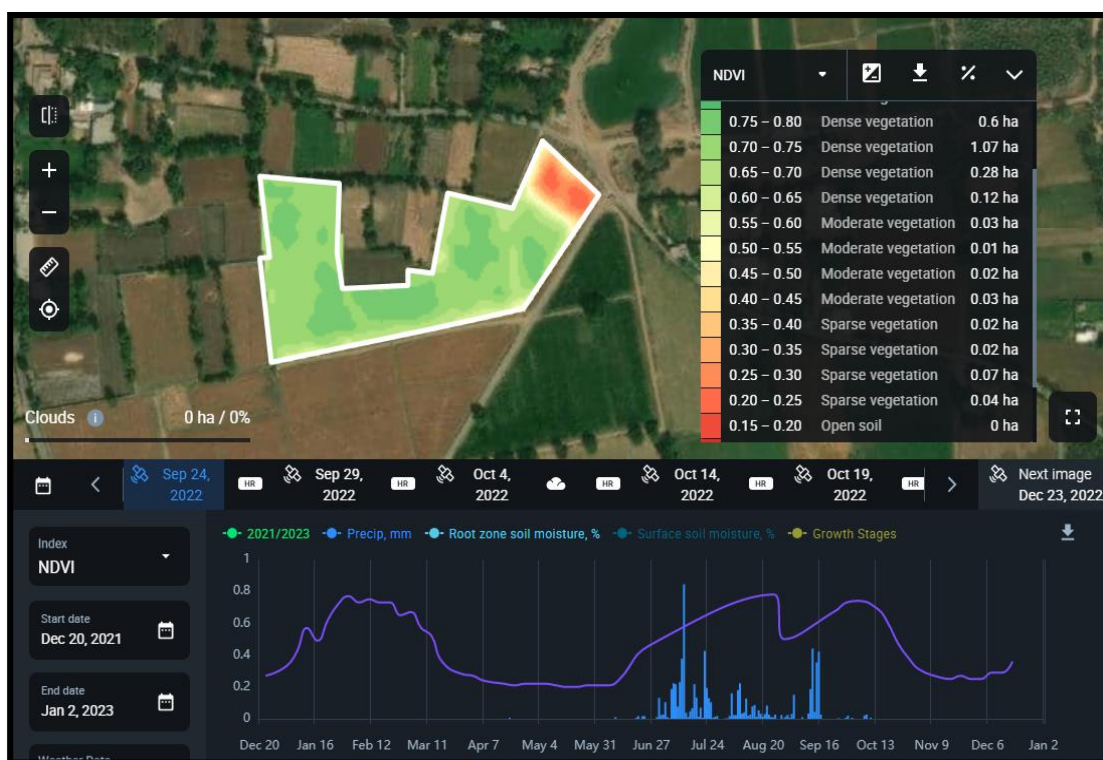 NDVI
0.75 – 0.80 Dense vegetation 0.6 ha
0.70 – 0.75 Dense vegetation 1.07 ha
0.65 – 0.70 Dense vegetation 0.28 ha
0.60 – 0.65 Dense vegetation 0.12 ha
0.55 – 0.60 Moderate vegetation 0.03 ha
0.50 – 0.55 Moderate vegetation 0.01 ha
0.45 – 0.50 Moderate vegetation 0.02 ha
0.40 – 0.45 Moderate vegetation 0.03 ha
0.35 – 0.40 Sparse vegetation 0.02 ha
0.30 – 0.35 Sparse vegetation 0.02 ha
0.25 – 0.30 Sparse vegetation 0.07 ha
0.20 – 0.25 Sparse vegetation 0.04 ha
0.15 – 0.20 Open soil 0 ha
Clouds i 0 ha / 0%
Sep 24, 2022
HR
Sep 29, 2022
HR
Oct 4, 2022
HR
Oct 14, 2022
HR
Oct 19, 2022
HR
Next image
Dec 23, 2022
Index
NDVI
Start date
Dec 20, 2021
End date
Jan 2, 2023
2021/2023 Precip, mm Root zone soil moisture, % Surface soil moisture, % Growth Stages
1
0.8
0.6
0.4
0.2
0
Dec 20 Jan 16 Feb 12 Mar 11 Apr 7 May 4 May 31 Jun 27 Jul 24 Aug 20 Sep 16 Oct 13 Nov 9 Dec 6 Jan 2